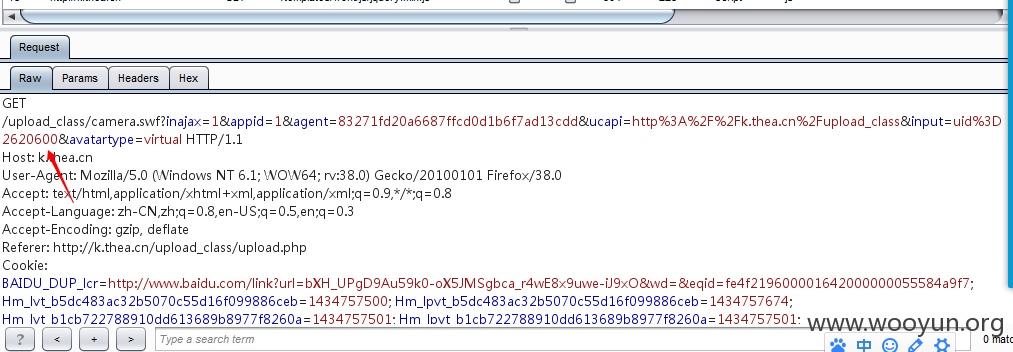 Request
Raw Params Headers Hex
GET
/upload_class/camera.swf?inajax=1&appid=1&agent=83271fd20a6687ffcd0d1b6f7ad13cdd&ucapi=http%3A%2F%2Fk.thea.cn%2Fupload_class&input=uid%3D
2620600&avatartype=virtual HTTP/1.1
Host: k.thea.cn
User-Agent: Mozilla/5.0 (Windows NT 6.1; WOW64; rv:38.0) Gecko/20100101 Firefox/38.0
Accept: text/html,application/xhtml+xml,application/xml;q=0.9,*/*;q=0.8
Accept-Language: zh-CN,zh;q=0.8,en-US;q=0.5,en;q=0.3
Accept-Encoding: gzip, deflate
Referer: http://k.thea.cn/upload_class/upload.php
Cookie:
BAIDU_DUP_lcr=http://www.baidu.com/link?url=bXH_UPgD9Au59k0-oX5JMSgbca_r4wE8x9uwe-iJ9xO&wd=&eqid=fe4f2196000016420000000055584a9f7;
Hm_lvt_b5dc483ac32b5070c55d16f099886ceb=1434757500; Hm_lpvt_b5dc483ac32b5070c55d16f099886ceb=1434757674;
Hm_lvt_b1cb722788910dd613689b8977f8260a=1434757501; Hm_lpvt_b1cb722788910dd613689b8977f8260a=1434757501;
www.wooyun.org
? < + > Type a search term 0 matc
中